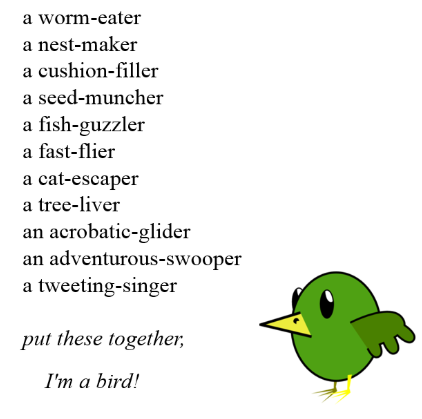 a worm-eater
a nest-maker
a cushion-filler
a seed-muncher
a fish-guzzler
a fast-flier
a cat-escaper
a tree-liver
an acrobatic-glider
an adventurous-swooper
a tweeting-singer
put these together,
I'm a bird!